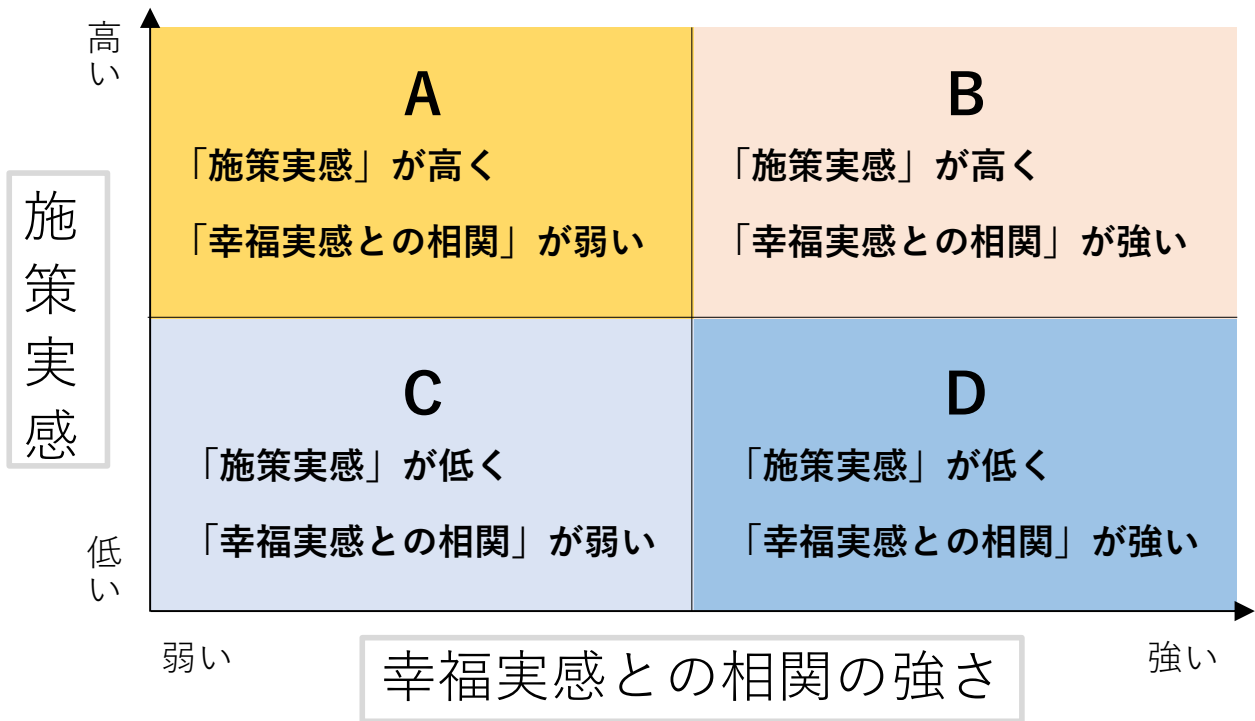 高い
施策実感
低い
A
「施策実感」が高く
「幸福実感との相関」が弱い
B
「施策実感」が高く
「幸福実感との相関」が強い
C
「施策実感」が低く
「幸福実感との相関」が弱い
D
「施策実感」が低く
「幸福実感との相関」が強い
弱い
幸福実感との相関の強さ
強い